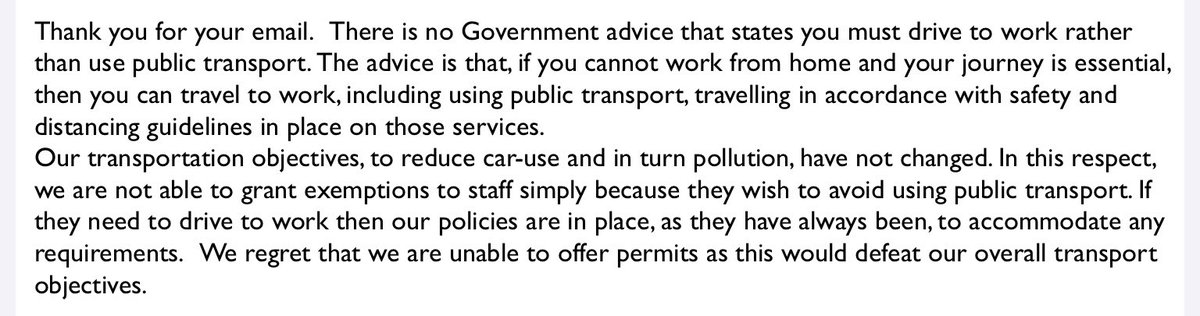 Thank you for your email.  There is no Government advice that states you must drive to work rather
than use public transport. The advice is that, if you cannot work from home and your journey is essential,
then you can travel to work, including using public transport, travelling in accordance with safety and
distancing guidelines in place on those services.
Our transportation objectives, to reduce car-use and in turn pollution, have not changed. In this respect,
we are not able to grant exemptions to staff simply because they wish to avoid using public transport. If
they need to drive to work then our policies are in place, as they have always been, to accommodate any
requirements.  We regret that we are unable to offer permits as this would defeat our overall transport
objectives.